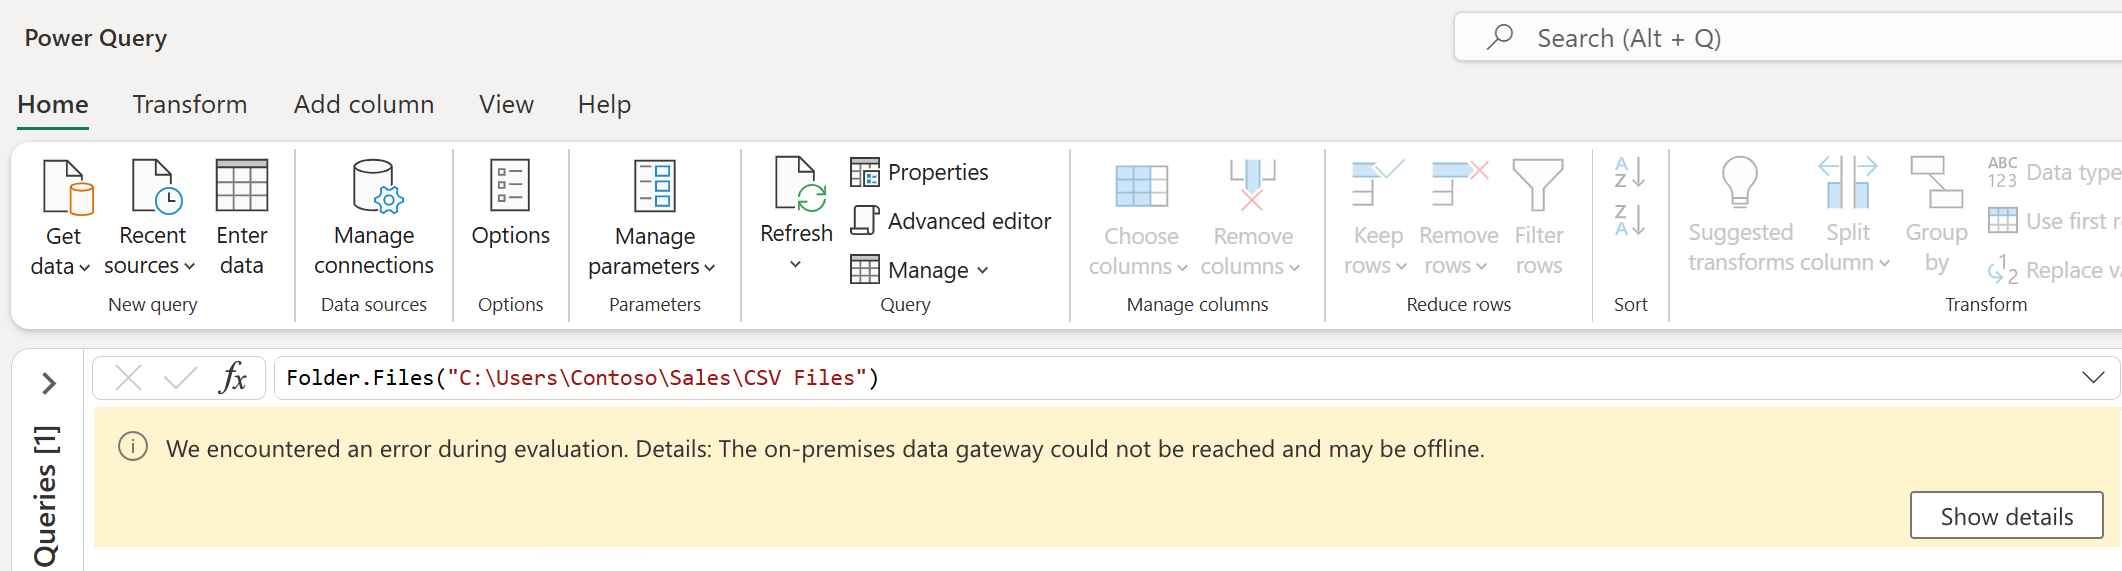 Power Query
Search (Alt + Q)
Home Transform Add column View Help
Get data
Recent sources
Enter data
New query
Manage connections
Data sources
Options
Options
Manage parameters
Parameters
Refresh
Properties
Advanced editor
Manage
Query
Choose columns
Remove columns
Manage columns
Keep rows
Remove rows
Filter rows
Reduce rows
A
Z
Z
A
Sort
Suggested transforms
Split column
Group by
ABC
123
Data type
Use first
1
2
Replace
Transform
fx
Folder.Files("C:\Users\Contoso\Sales\CSV Files")
Queries [1]
We encountered an error during evaluation. Details: The on-premises data gateway could not be reached and may be offline.
Show details